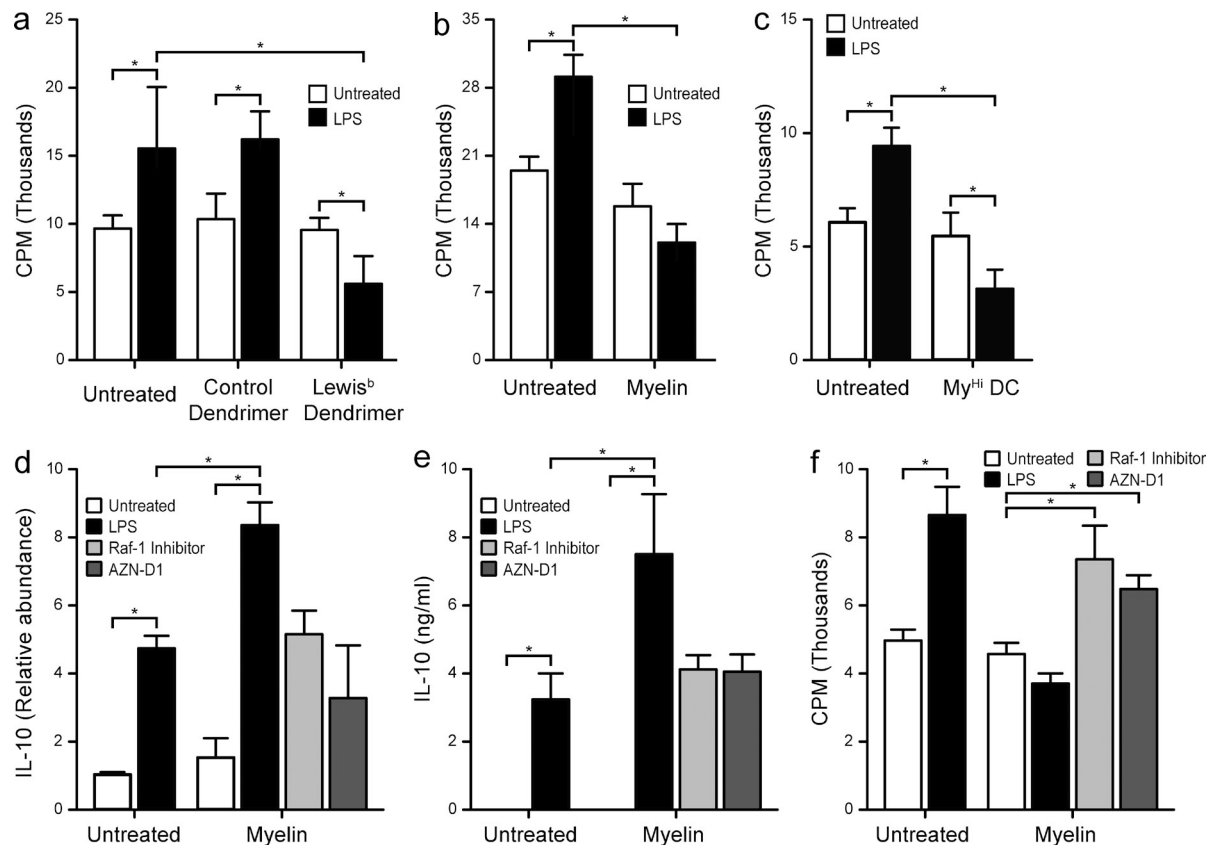 a
CPM (Thousands)
25
20
15
10
5
0
*
*
*
*
Untreated
LPS
Untreated
Control
Dendrimer
Lewisᵇ
Dendrimer
b
CPM (Thousands)
35
28
21
14
7
0
*
*
Untreated
LPS
Untreated
Myelin
c
CPM (Thousands)
15
10
5
0
Untreated
LPS
*
*
*
Untreated
Myᴴⁱ DC
d
IL-10 (Relative abundance)
10
8
6
4
2
0
*
*
*
Untreated
LPS
Raf-1 Inhibitor
AZN-D1
Untreated
Myelin
e
IL-10 (ng/ml)
10
8
6
4
2
0
*
*
*
Untreated
LPS
Raf-1 Inhibitor
AZN-D1
Untreated
Myelin
f
CPM (Thousands)
10
8
6
4
2
0
Untreated
LPS
Raf-1 Inhibitor
AZN-D1
*
*
*
Untreated
Myelin